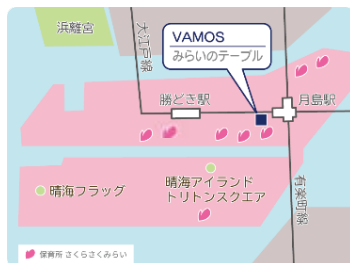 浜離宮
大江戸線
VAMOS
みらいのテーブル
勝どき駅
月島駅
晴海フラッグ
晴海アイランド
トリトンスクエア
有楽町線
保育所 さくらさくみらい